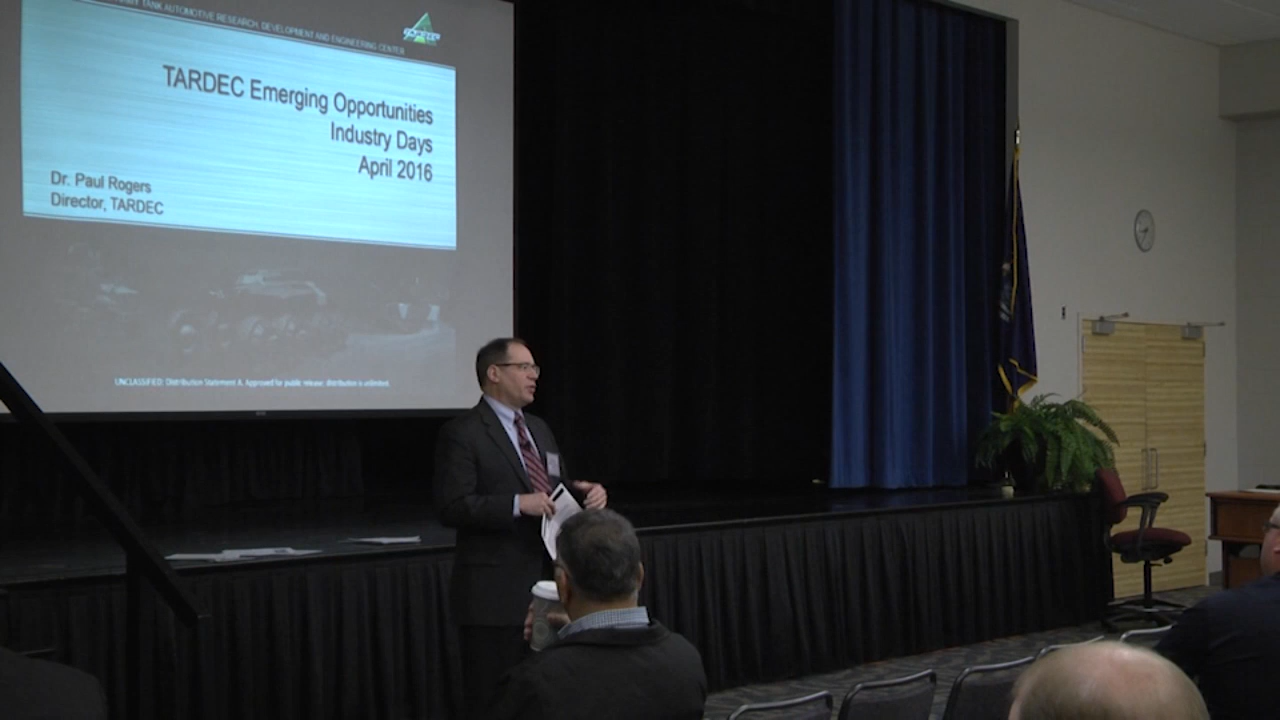 TANK AUTOMOTIVE RESEARCH, DEVELOPMENT AND ENGINEERING CENTER
TARDEC Emerging Opportunities
Industry Days
April 2016
Dr. Paul Rogers
Director, TARDEC
UNCLASSIFIED: Distribution Statement A. Approved for public release; distribution is unlimited.